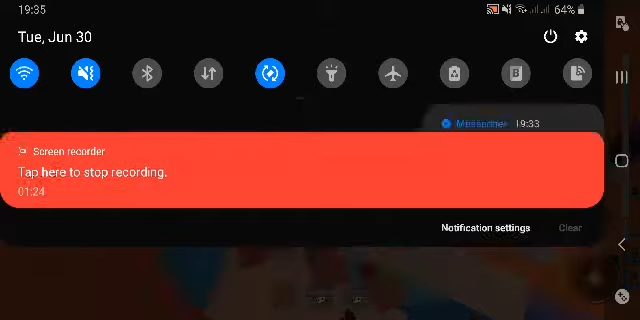 19:35
64%
Tue, Jun 30
Messenger 19:33
Screen recorder
Tap here to stop recording.
01:24
Notification settings
Clear